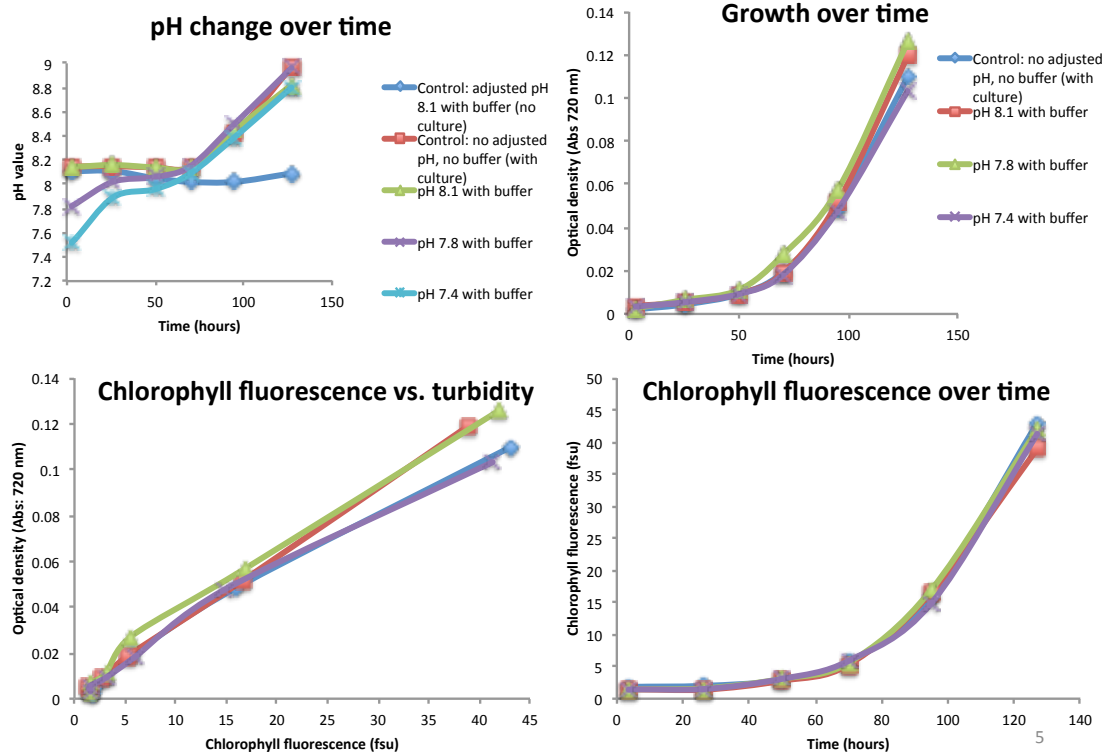 pH change over time
9
8.8
8.6
8.4
8.2
8
7.8
7.6
7.4
7.2
0
50
100
150
pH value
Time (hours)
Control: adjusted pH
8.1 with buffer (no
culture)
Control: no adjusted
pH, no buffer (with
culture)
pH 8.1 with buffer
pH 7.8 with buffer
pH 7.4 with buffer
Growth over time
0.14
0.12
0.1
0.08
0.06
0.04
0.02
0
0
50
100
150
Optical density (Abs 720 nm)
Time (hours)
Control: no adjusted
pH, no buffer (with
culture)
pH 8.1 with buffer
pH 7.8 with buffer
pH 7.4 with buffer
Chlorophyll fluorescence vs. turbidity
0.14
0.12
0.1
0.08
0.06
0.04
0.02
0
0
5
10
15
20
25
30
35
40
45
Optical density (Abs: 720 nm)
Chlorophyll fluorescence (fsu)
Chlorophyll fluorescence over time
50
45
40
35
30
25
20
15
10
5
0
0
20
40
60
80
100
120
140
Chlorophyll fluorescence (fsu)
Time (hours)
5